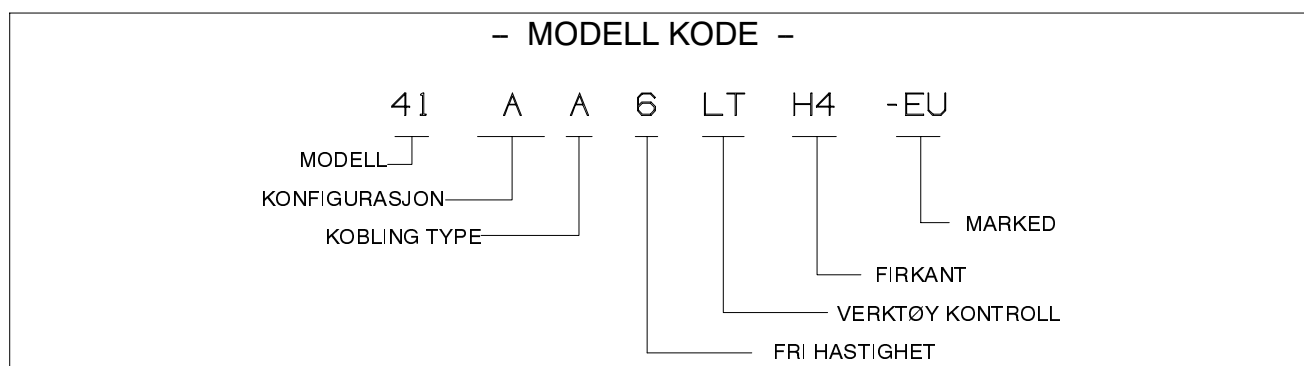 – MODELL KODE –
41 A A 6 LT H4 -EU
MODELL
KONFIGURASJON
KOBLING TYPE
MARKED
FIRKANT
VERKTØY KONTROLL
FRI HASTIGHET